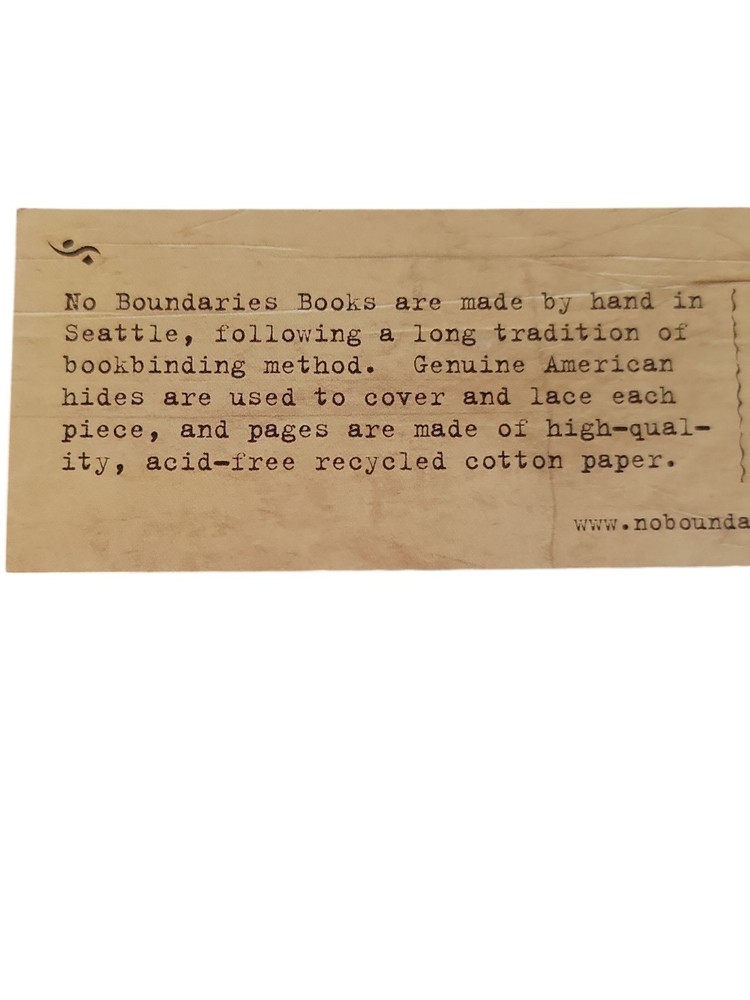 No Boundaries Books are made by hand in
Seattle, following a long tradition of
bookbinding method.  Genuine American
hides are used to cover and lace each
piece, and pages are made of high-qual-
ity, acid-free recycled cotton paper.
www.nobounda